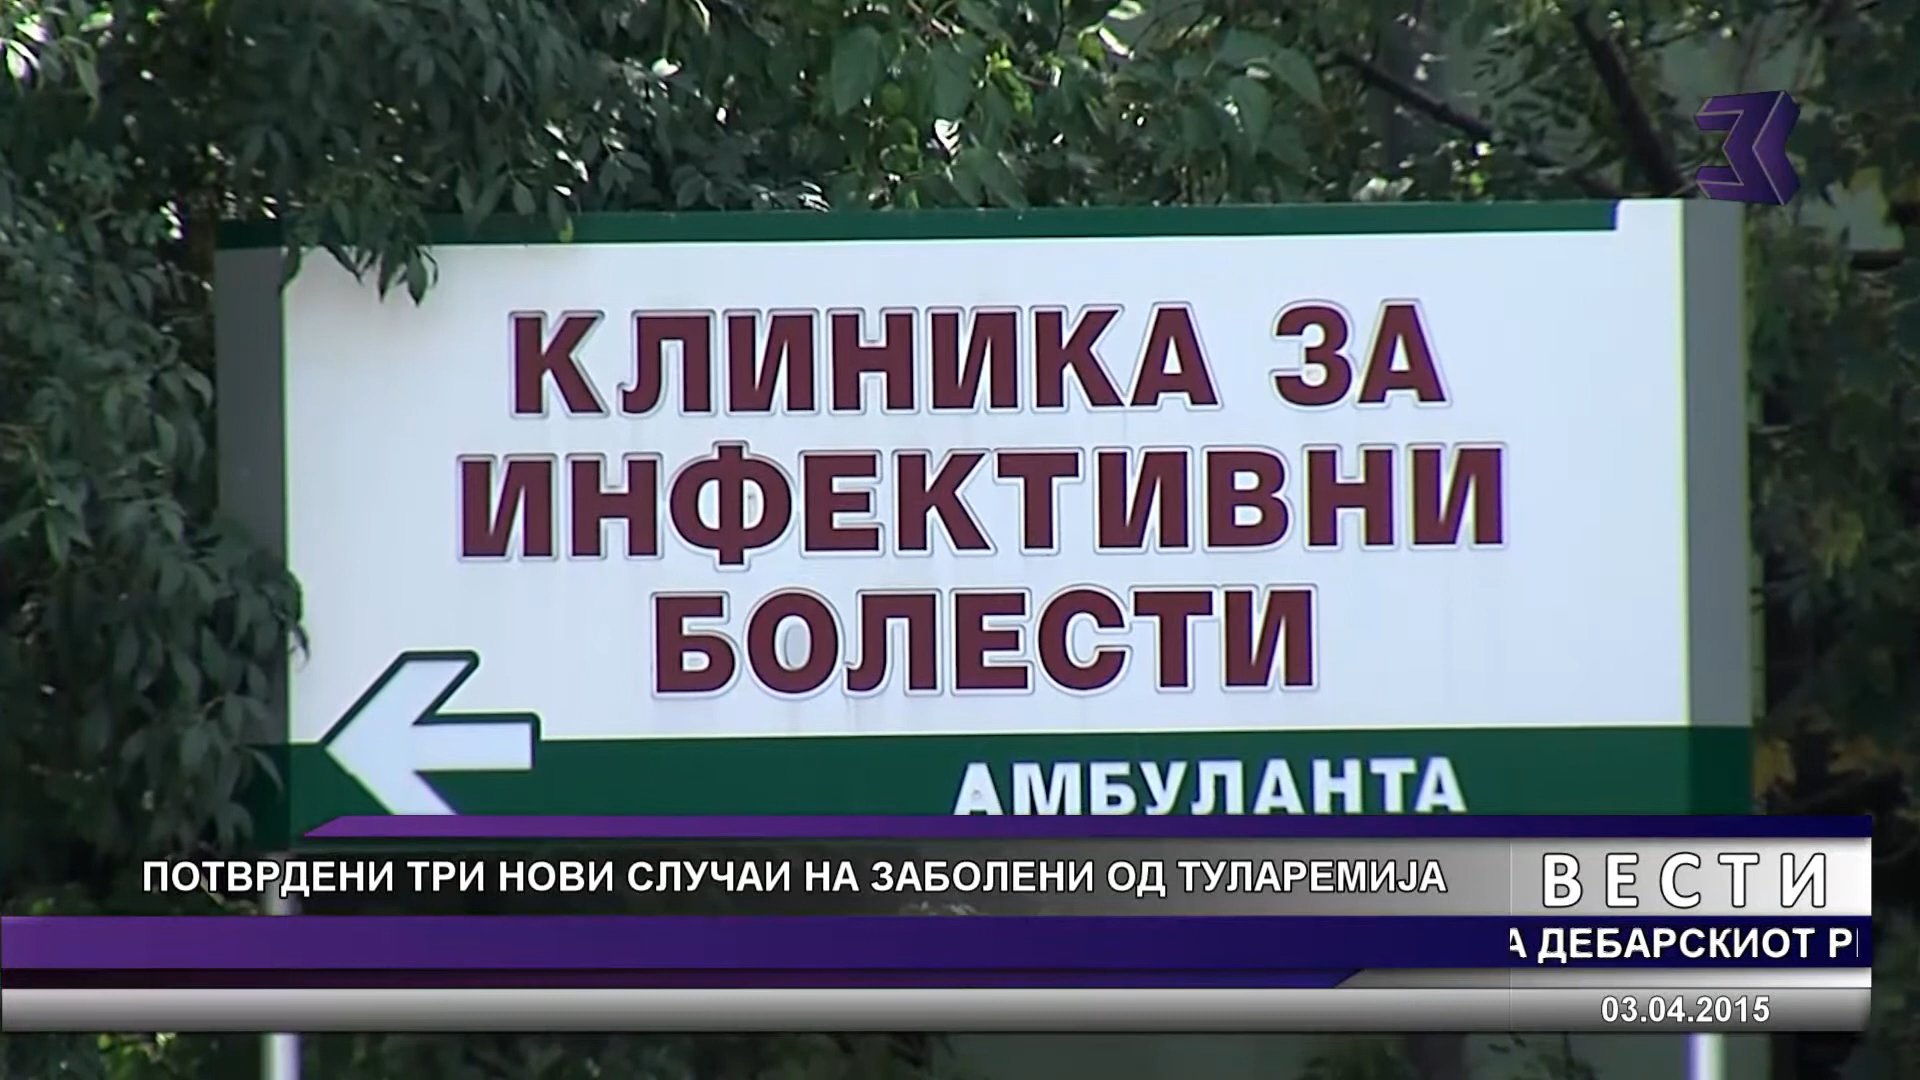 КЛИНИКА ЗА
ИНФЕКТИВНИ
БОЛЕСТИ
АМБУЛАНТА
ПОТВРДЕНИ ТРИ НОВИ СЛУЧАИ НА ЗАБОЛЕНИ ОД ТУЛАРЕМИЈА
ВЕСТИ
ДЕБАРСКИОТ
03.04.2015